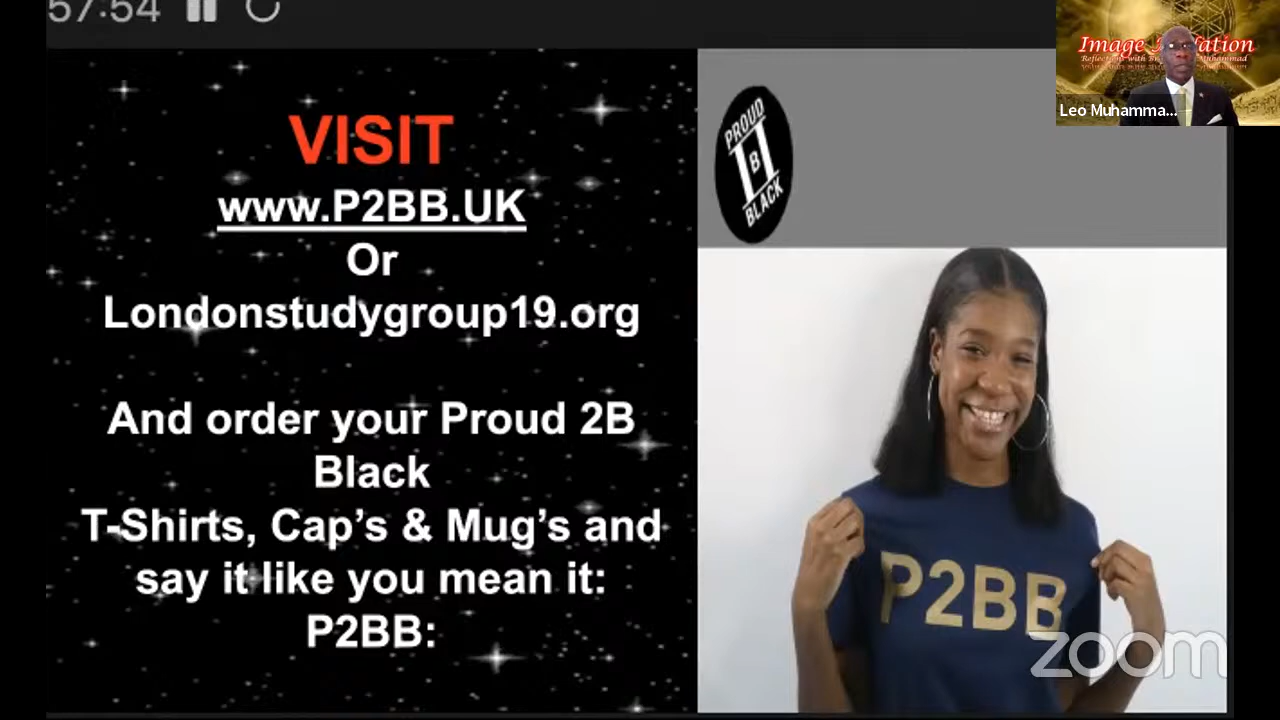 57:54
Image
Leo Muhamma...
VISIT
www.P2BB.UK
Or
Londonstudygroup19.org
And order your Proud 2B
Black
T-Shirts, Cap’s & Mug’s and
say it like you mean it:
P2BB:
PROUD
B
BLACK
P2BB
zoom